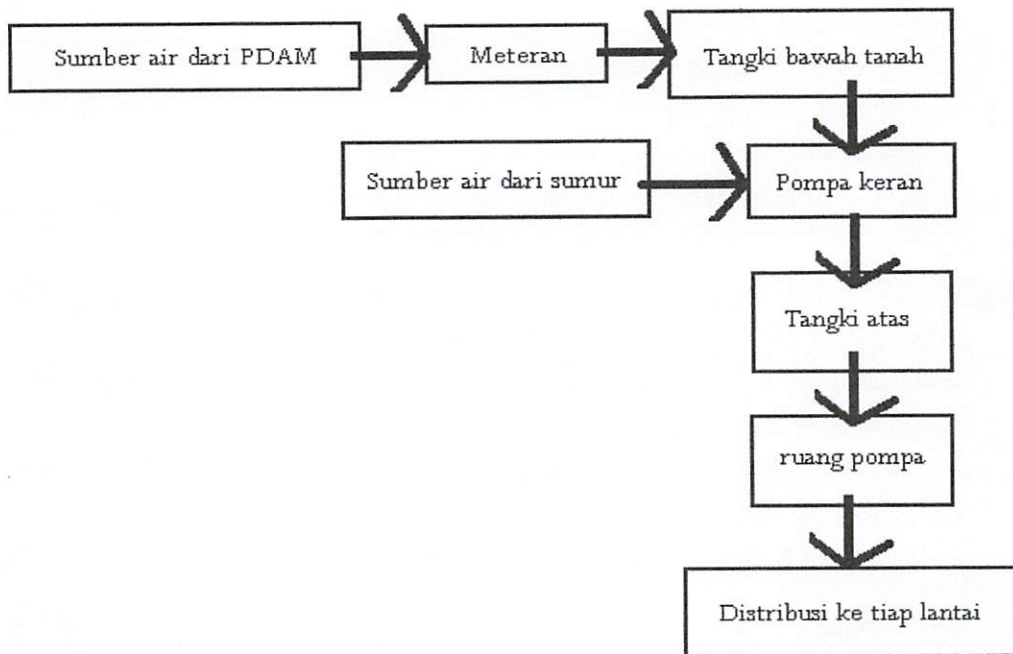 Sumber air dari PDAM
Meteran
Tangki bawah tanah
Sumber air dari sumur
Pompa keran
Tangki atas
ruang pompa
Distribusi ke tiap lantai